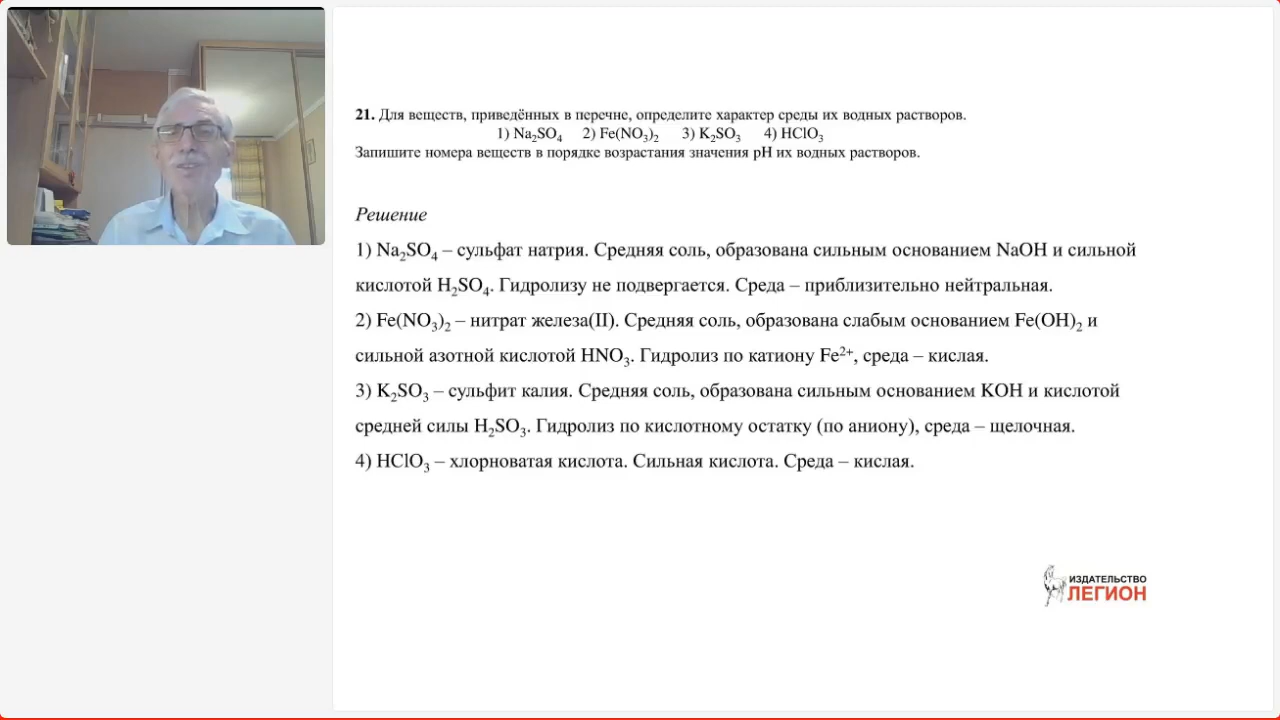 21. Для веществ, приведённых в перечне, определите характер среды их водных растворов.
1) Na₂SO₄ 2) Fe(NO₃)₂ 3) K₂SO₃ 4) HClO₃
Запишите номера веществ в порядке возрастания значения pH их водных растворов.
Решение
1) Na₂SO₄ – сульфат натрия. Средняя соль, образована сильным основанием NaOH и сильной
кислотой H₂SO₄. Гидролизу не подвергается. Среда – приблизительно нейтральная.
2) Fe(NO₃)₂ – нитрат железа(II). Средняя соль, образована слабым основанием Fe(OH)₂ и
сильной азотной кислотой HNO₃. Гидролиз по катиону Fe²⁺, среда – кислая.
3) K₂SO₃ – сульфит калия. Средняя соль, образована сильным основанием KOH и кислотой
средней силы H₂SO₃. Гидролиз по кислотному остатку (по аниону), среда – щелочная.
4) HClO₃ – хлорноватая кислота. Сильная кислота. Среда – кислая.
ИЗДАТЕЛЬСТВО
ЛЕГИОН